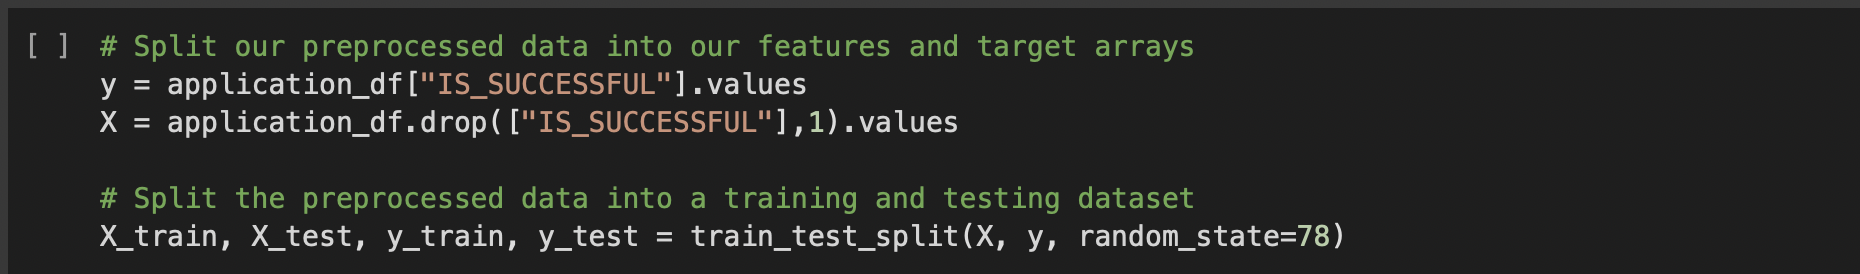 [ ] # Split our preprocessed data into our features and target arrays
y = application_df["IS_SUCCESSFUL"].values
X = application_df.drop(["IS_SUCCESSFUL"],1).values
# Split the preprocessed data into a training and testing dataset
X_train, X_test, y_train, y_test = train_test_split(X, y, random_state=78)